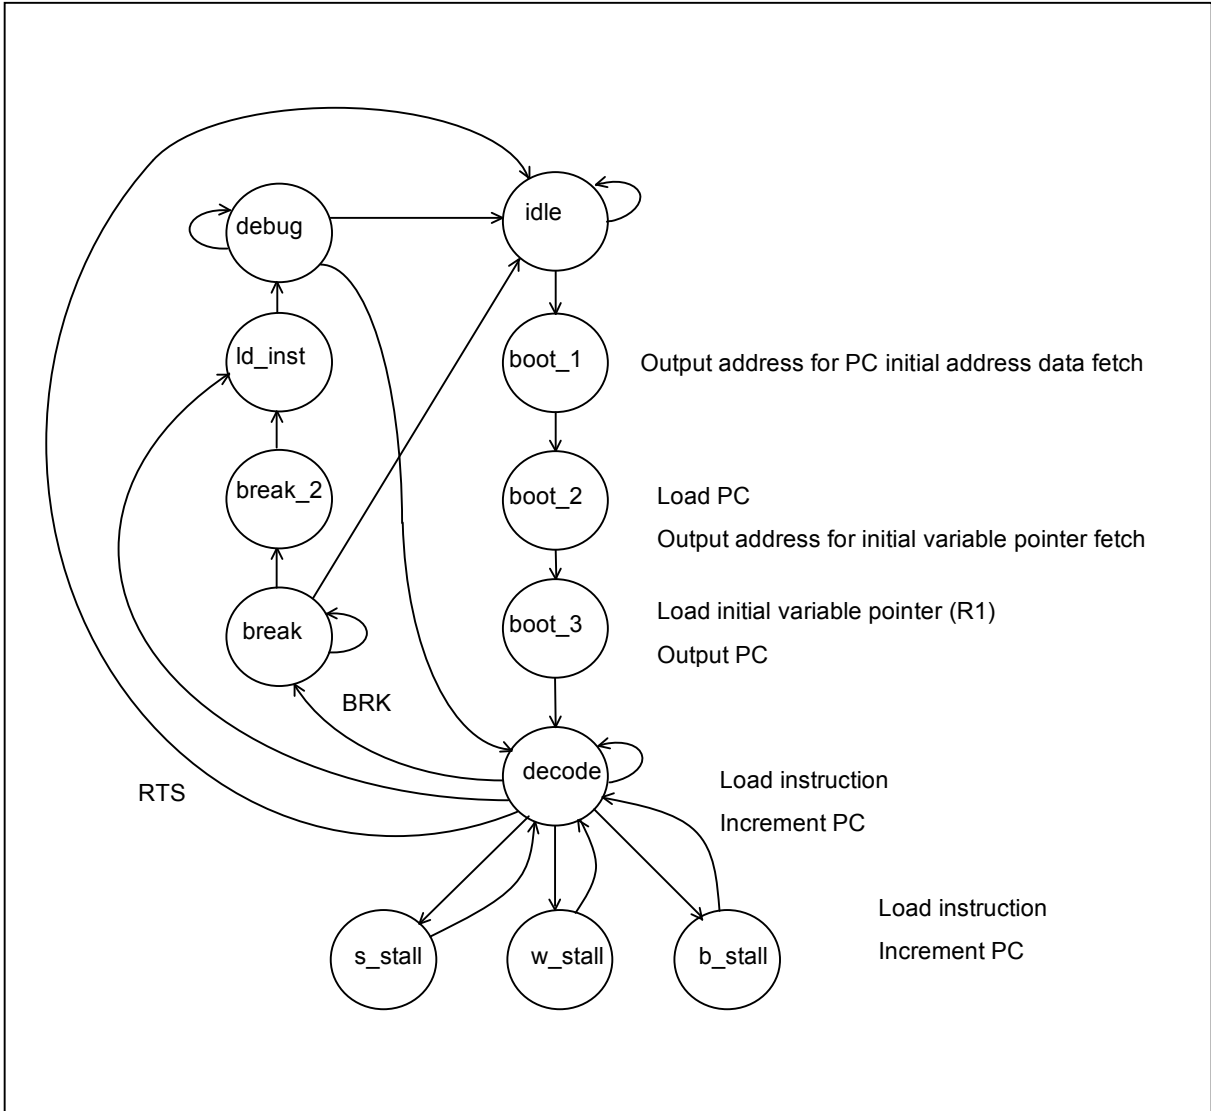 idle
debug
ld_inst
boot_1
Output address for PC initial address data fetch
break_2
boot_2
Load PC
Output address for initial variable pointer fetch
break
boot_3
Load initial variable pointer (R1)
Output PC
BRK
RTS
decode
Load instruction
Increment PC
s_stall
w_stall
b_stall
Load instruction
Increment PC